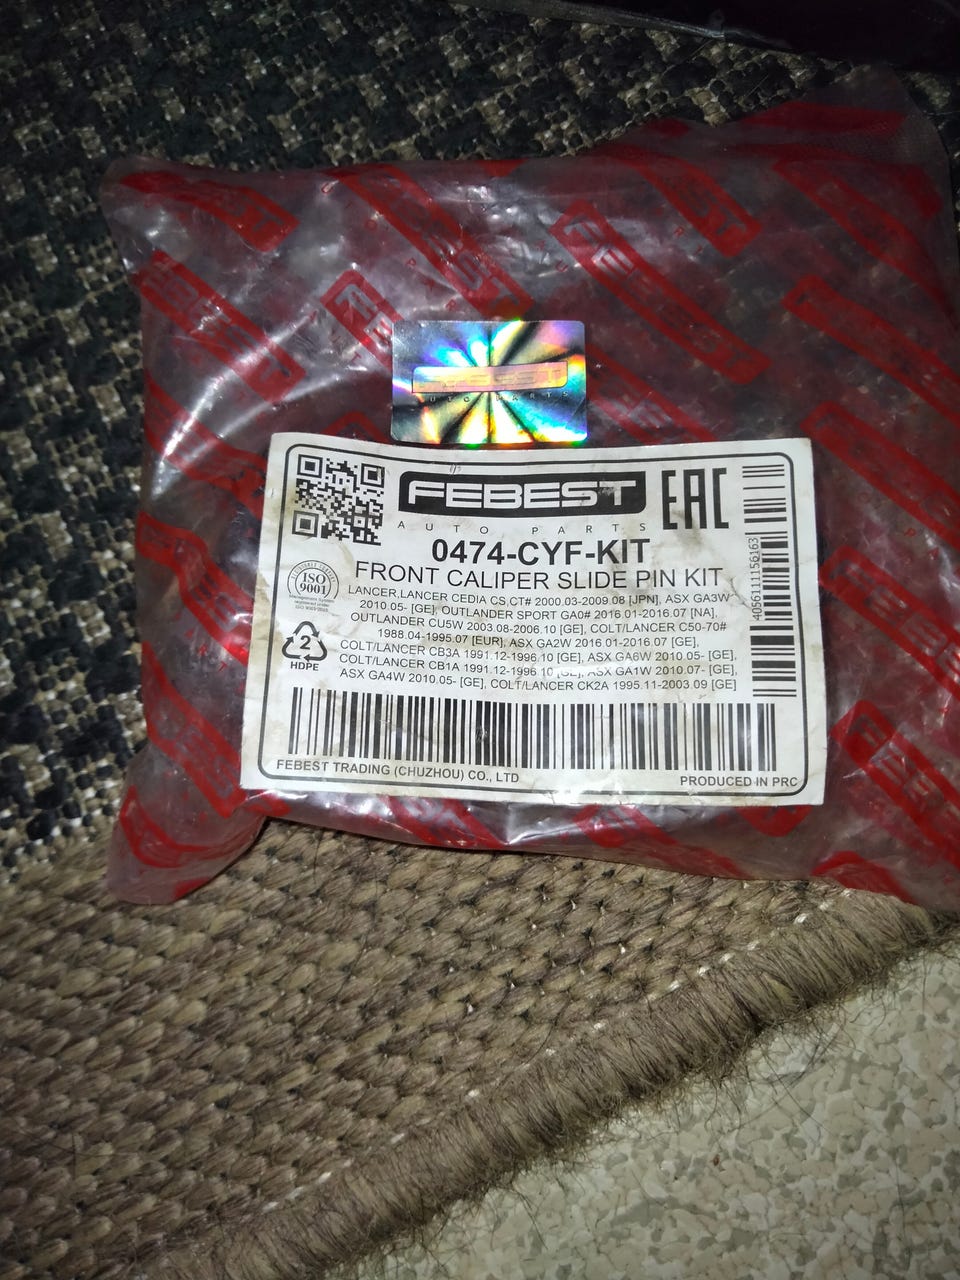 FEBEST
AUTO PARTS
FEBEST
EAC
AUTO PARTS
0474-CYF-KIT
FRONT CALIPER SLIDE PIN KIT
ISO
9001
LANCER,LANCER CEDIA CS,CT# 2000.03-2009.08 [JPN], ASX GA3W
2010.05- [GE], OUTLANDER SPORT GA0# 2016.01-2016.07 [NA],
OUTLANDER CU5W 2003.08-2006.10 [GE], COLT/LANCER C50-70#
1988.04-1995.07 [EUR], ASX GA2W 2016.01-2016.07 [GE],
COLT/LANCER CB3A 1991.12-1996.10 [GE], ASX GA6W 2010.05- [GE],
COLT/LANCER CB1A 1991.12-1996.10 [GE], ASX GA1W 2010.07- [GE],
ASX GA4W 2010.05- [GE], COLT/LANCER CK2A 1995.11-2003.09 [GE]
2
HDPE
4056111156163
FEBEST TRADING (CHUZHOU) CO., LTD
PRODUCED IN PRC